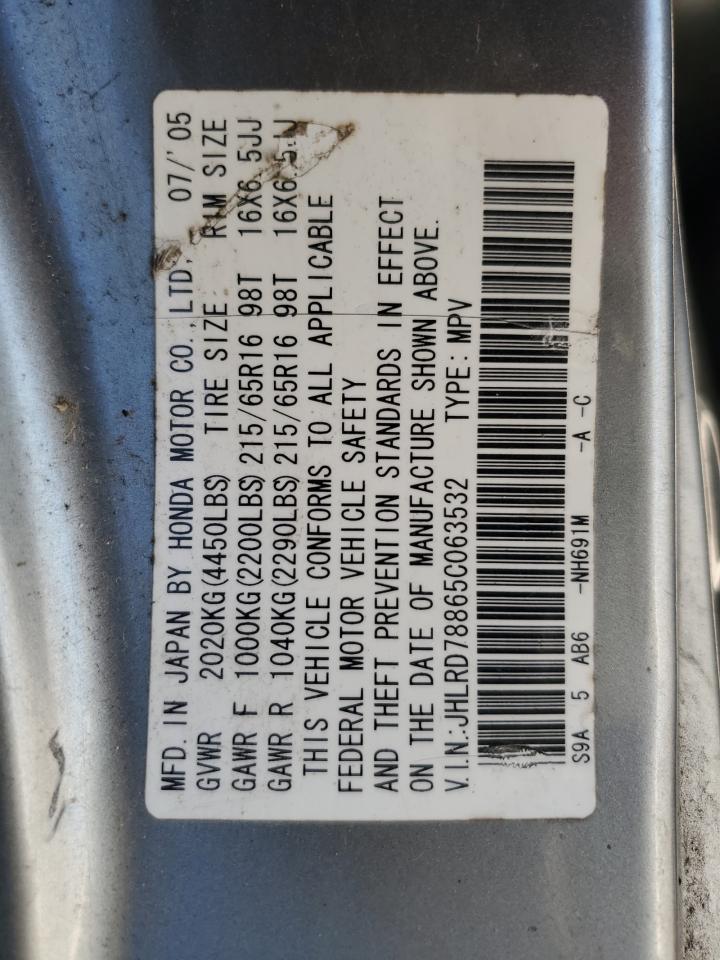 MFD. IN JAPAN BY HONDA MOTOR CO., LTD. 07/'05
GVWR 2020KG(4450LBS) TIRE SIZE RIM SIZE
GAWR F 1000KG(2200LBS) 215/65R16 98T 16X6.5JJ
GAWR R 1040KG(2290LBS) 215/65R16 98T 16X6.5JJ
THIS VEHICLE CONFORMS TO ALL APPLICABLE
FEDERAL MOTOR VEHICLE SAFETY
AND THEFT PREVENTION STANDARDS IN EFFECT
ON THE DATE OF MANUFACTURE SHOWN ABOVE.
V.I.N.:JHLRD78865C063532 TYPE: MPV
S9A 5 AB6 -NH691M -A -C